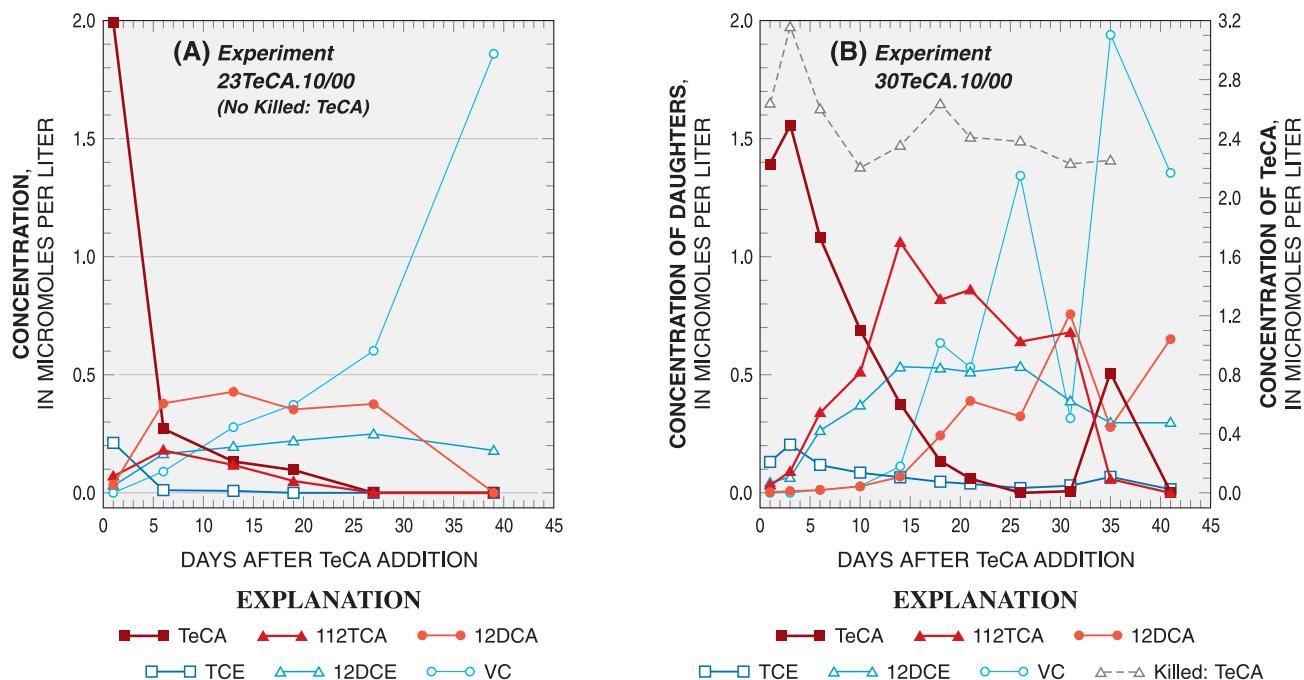 (A) Experiment
23TeCA.10/00
(No Killed: TeCA)
CONCENTRATION,
IN MICROMOLES PER LITER
2.0
1.5
1.0
0.5
0.0
0 5 10 15 20 25 30 35 40 45
DAYS AFTER TeCA ADDITION
EXPLANATION
TeCA 112TCA 12DCA
TCE 12DCE VC
(B) Experiment
30TeCA.10/00
CONCENTRATION OF DAUGHTERS,
IN MICROMOLES PER LITER
2.0
1.5
1.0
0.5
0.0
CONCENTRATION OF TeCA,
IN MICROMOLES PER LITER
3.2
2.8
2.4
2.0
1.6
1.2
0.8
0.4
0.0
0 5 10 15 20 25 30 35 40 45
DAYS AFTER TeCA ADDITION
EXPLANATION
TeCA 112TCA 12DCA
TCE 12DCE VC Killed: TeCA